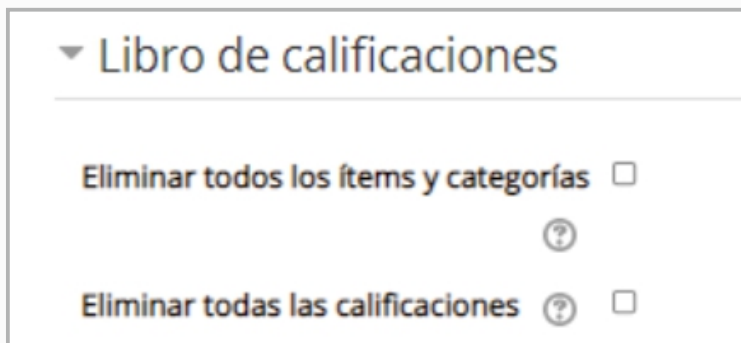 Libro de calificaciones
Eliminar todos los ítems y categorías
Eliminar todas las calificaciones